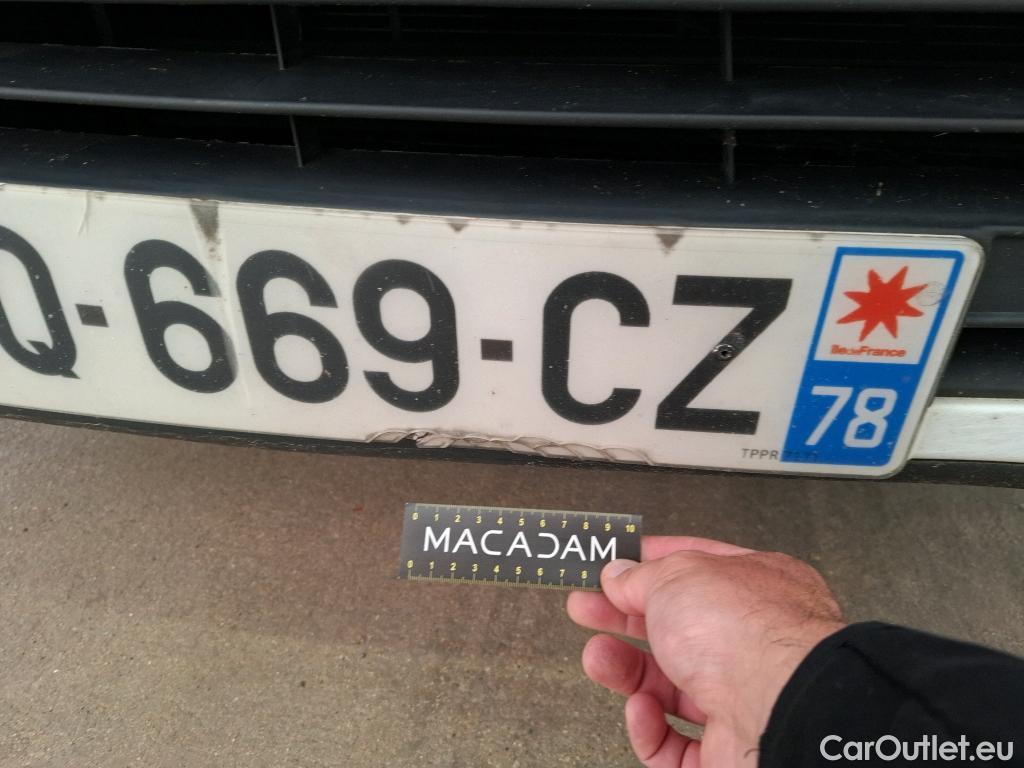 Q-669-CZ
îledeFrance
78
TPPR
0 1 2 3 4 5 6 7 8 9 10
MACADAM
0 1 2 3 4 5 6 7 8
CarOutlet.eu